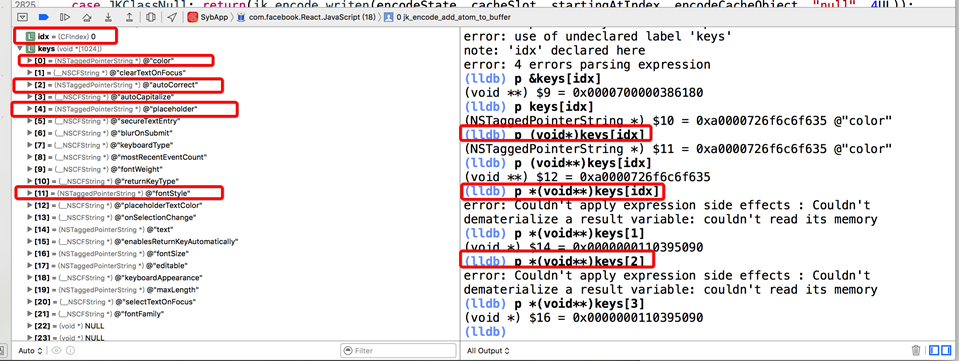 2825
case JKClassNull: return(jk_encode_write1(encodeState, cacheSlot, startingAtIndex, encodeCacheObject, "null", 4UL));
SybApp
com.facebook.React.JavaScript (18)
0 jk_encode_add_atom_to_buffer
L idx = (CFIndex) 0
L keys (void *[1024])
[0] = (NSTaggedPointerString *) @"color"
[1] = (__NSCFString *) @"clearTextOnFocus"
[2] = (NSTaggedPointerString *) @"autoCorrect"
[3] = (__NSCFString *) @"autoCapitalize"
[4] = (NSTaggedPointerString *) @"placeholder"
[5] = (__NSCFString *) @"secureTextEntry"
[6] = (__NSCFString *) @"blurOnSubmit"
[7] = (__NSCFString *) @"keyboardType"
[8] = (__NSCFString *) @"mostRecentEventCount"
[9] = (__NSCFString *) @"fontWeight"
[10] = (__NSCFString *) @"returnKeyType"
[11] = (NSTaggedPointerString *) @"fontStyle"
[12] = (__NSCFString *) @"placeholderTextColor"
[13] = (__NSCFString *) @"onSelectionChange"
[14] = (NSTaggedPointerString *) @"text"
[15] = (__NSCFString *) @"enablesReturnKeyAutomatically"
[16] = (NSTaggedPointerString *) @"fontSize"
[17] = (NSTaggedPointerString *) @"editable"
[18] = (__NSCFString *) @"keyboardAppearance"
[19] = (NSTaggedPointerString *) @"maxLength"
[20] = (__NSCFString *) @"selectTextOnFocus"
[21] = (__NSCFString *) @"fontFamily"
[22] = (void *) NULL
[23] = (void *) NULL
Auto
Filter
error: use of undeclared label 'keys'
note: 'idx' declared here
error: 4 errors parsing expression
(lldb) p &keys[idx]
(void **) $9 = 0x0000700000386180
(lldb) p keys[idx]
(NSTaggedPointerString *) $10 = 0xa0000726f6c6f635 @"color"
(lldb) p (void*)keys[idx]
(NSTaggedPointerString *) $11 = 0xa0000726f6c6f635 @"color"
(lldb) p (void**)keys[idx]
(void **) $12 = 0xa0000726f6c6f635
(lldb) p *(void**)keys[idx]
error: Couldn't apply expression side effects : Couldn't
dematerialize a result variable: couldn't read its memory
(lldb) p *(void**)keys[1]
(void *) $14 = 0x0000000110395090
(lldb) p *(void**)keys[2]
error: Couldn't apply expression side effects : Couldn't
dematerialize a result variable: couldn't read its memory
(lldb) p *(void**)keys[3]
(void *) $16 = 0x0000000110395090
(lldb)
All Output